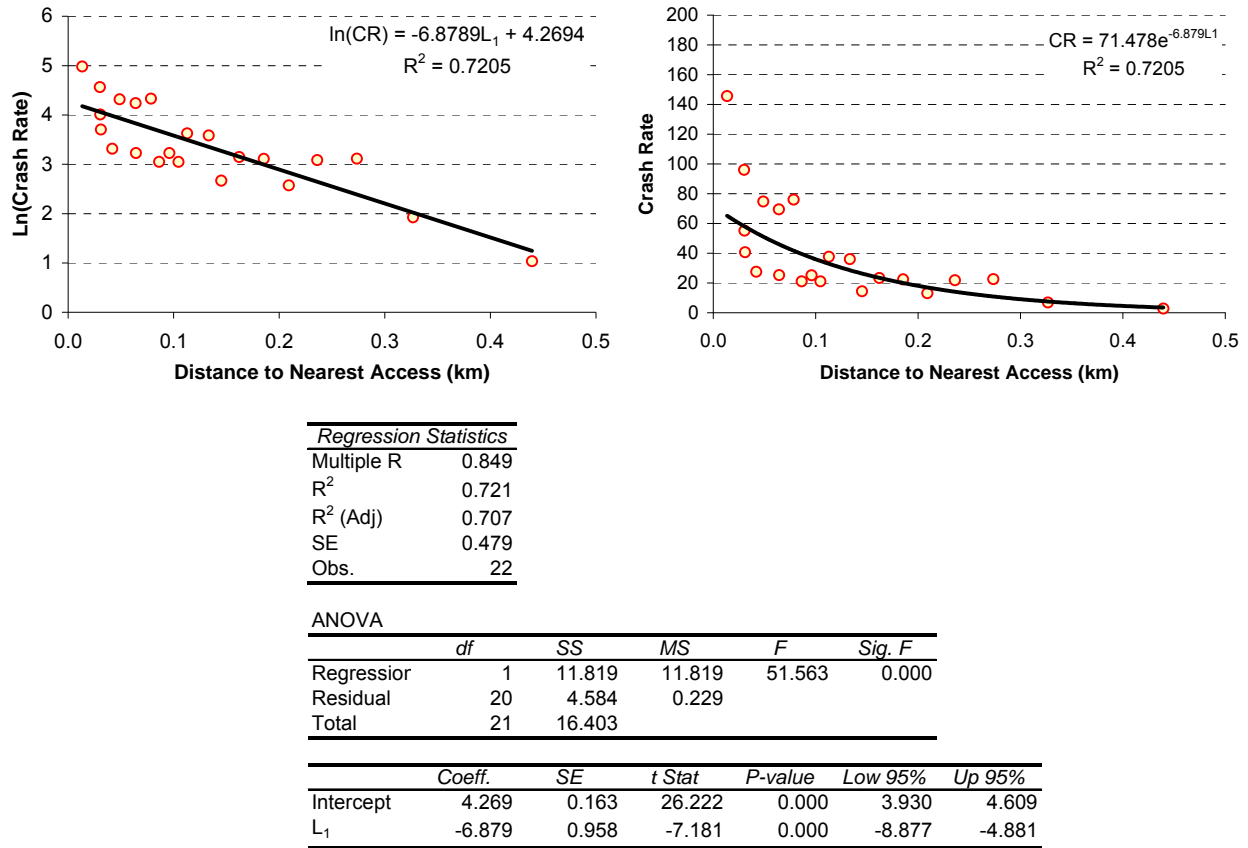 ln(CR) = -6.8789L₁ + 4.2694
R² = 0.7205
6
5
4
3
2
1
0
Ln(Crash Rate)
0.0 0.1 0.2 0.3 0.4 0.5
Distance to Nearest Access (km)
CR = 71.478e^-6.879L1
R² = 0.7205
200
180
160
140
120
100
80
60
40
20
0
Crash Rate
0.0 0.1 0.2 0.3 0.4 0.5
Distance to Nearest Access (km)
Regression Statistics
Multiple R 0.849
R² 0.721
R² (Adj) 0.707
SE 0.479
Obs. 22
ANOVA
df SS MS F Sig. F
Regressior 1 11.819 11.819 51.563 0.000
Residual 20 4.584 0.229
Total 21 16.403
Coeff. SE t Stat P-value Low 95% Up 95%
Intercept 4.269 0.163 26.222 0.000 3.930 4.609
L₁ -6.879 0.958 -7.181 0.000 -8.877 -4.881